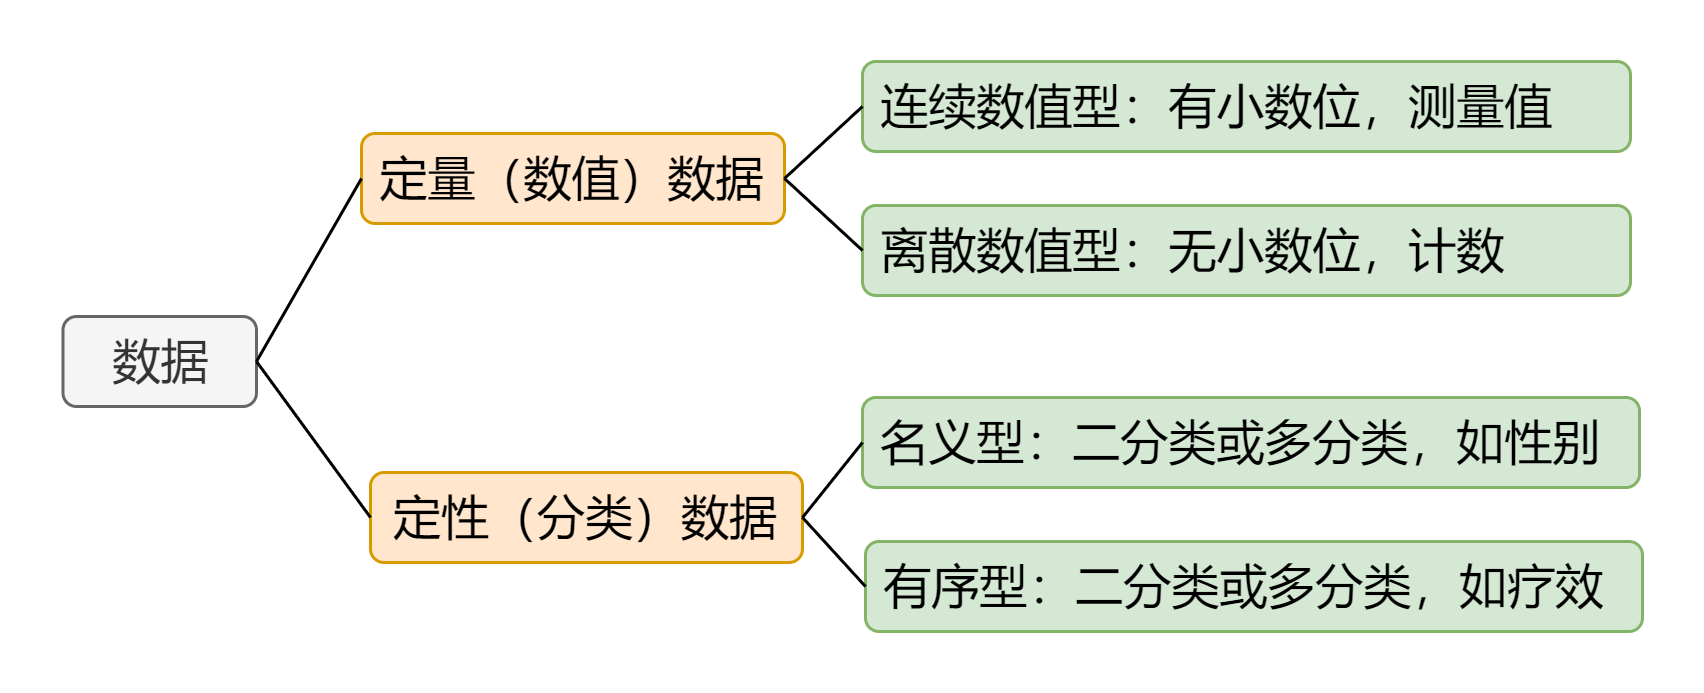 数据
定量（数值）数据
连续数值型：有小数位，测量值
离散数值型：无小数位，计数
定性（分类）数据
名义型：二分类或多分类，如性别
有序型：二分类或多分类，如疗效